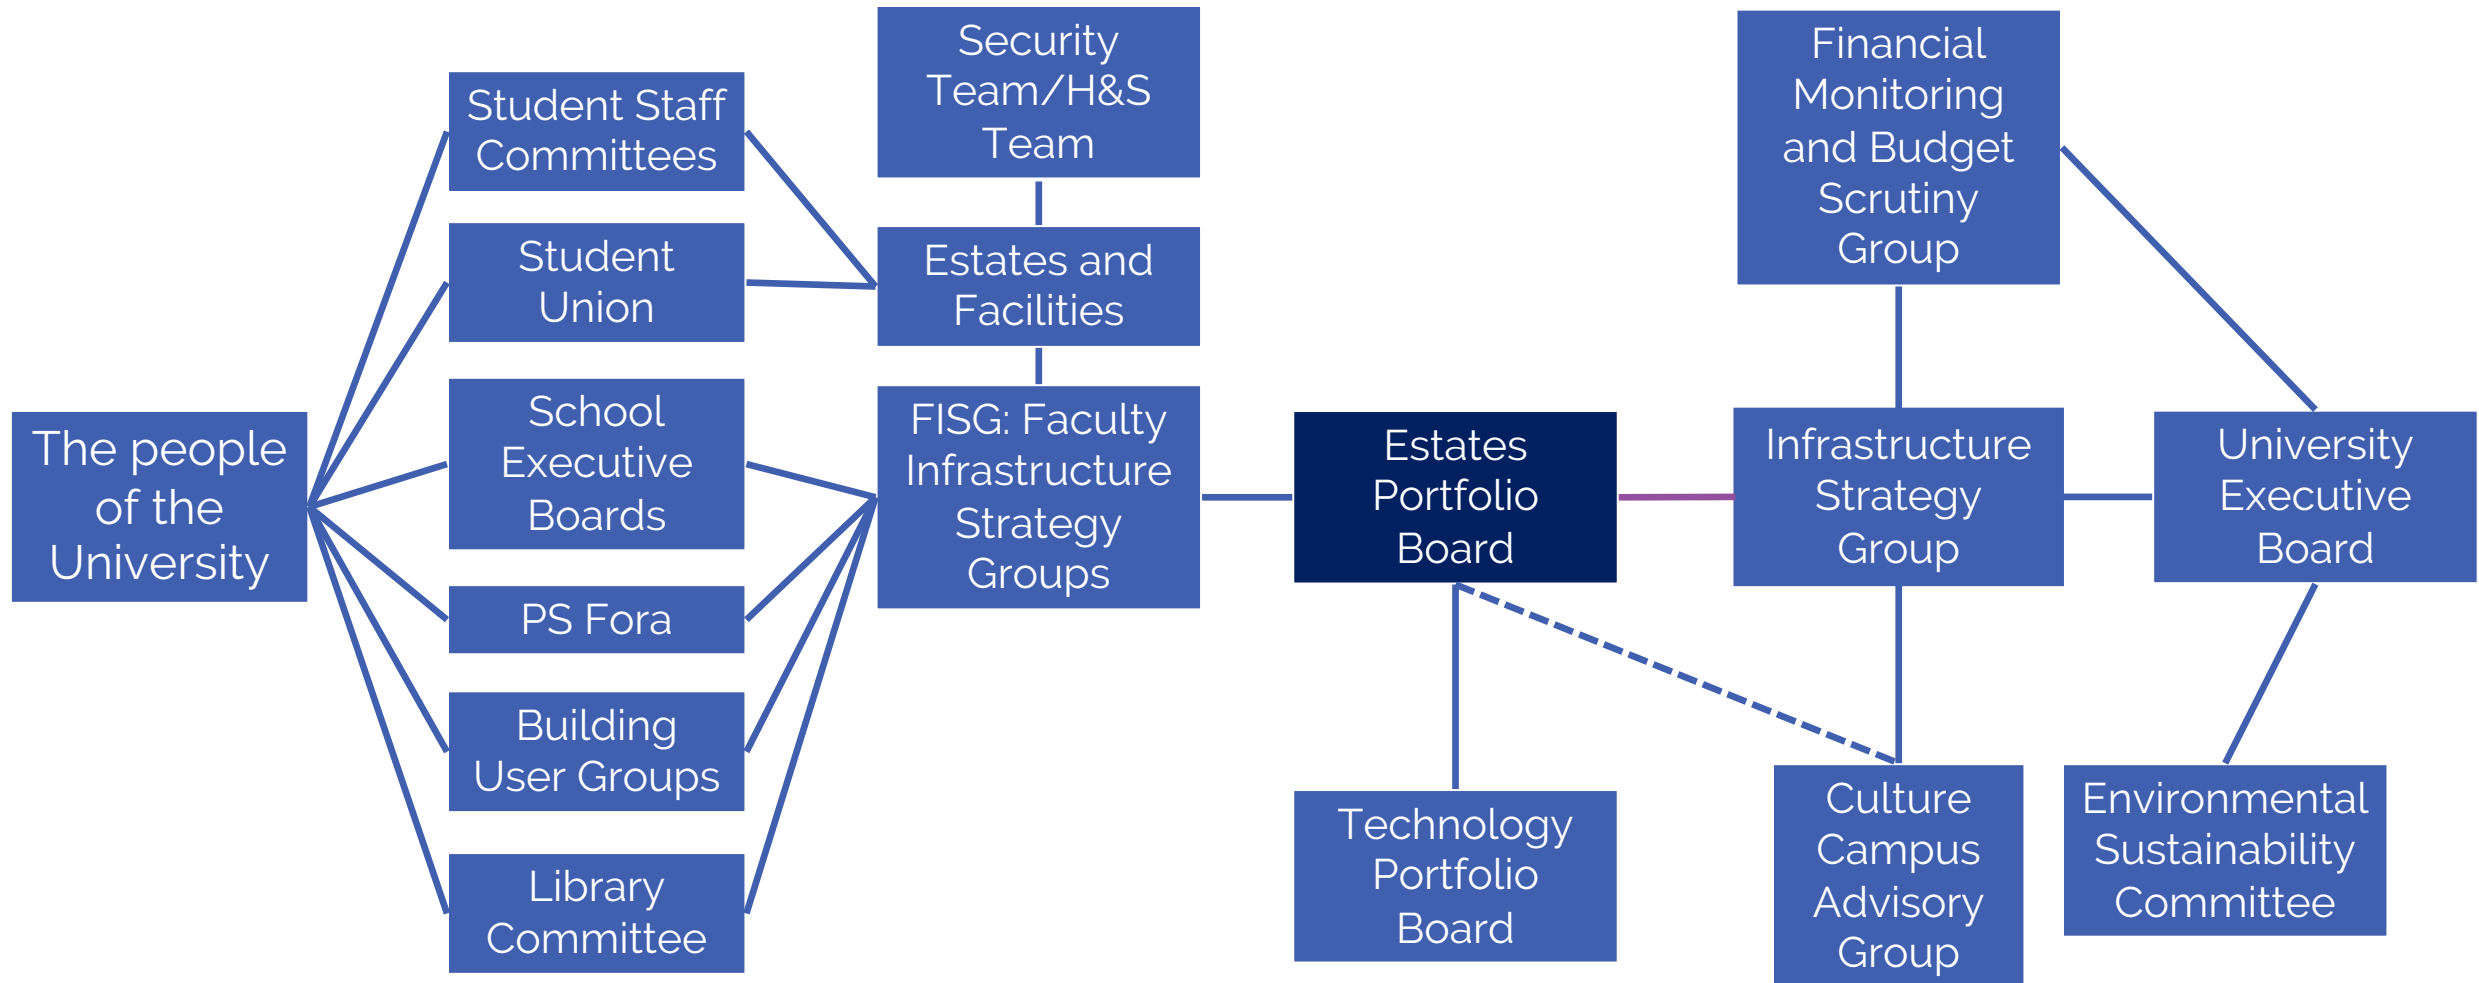 The people
of the
University
Student Staff
Committees
Student
Union
School
Executive
Boards
PS Fora
Building
User Groups
Library
Committee
Security
Team/H&S
Team
Estates and
Facilities
FISG: Faculty
Infrastructure
Strategy
Groups
Estates
Portfolio
Board
Technology
Portfolio
Board
Financial
Monitoring
and Budget
Scrutiny
Group
Infrastructure
Strategy
Group
Culture
Campus
Advisory
Group
University
Executive
Board
Environmental
Sustainability
Committee